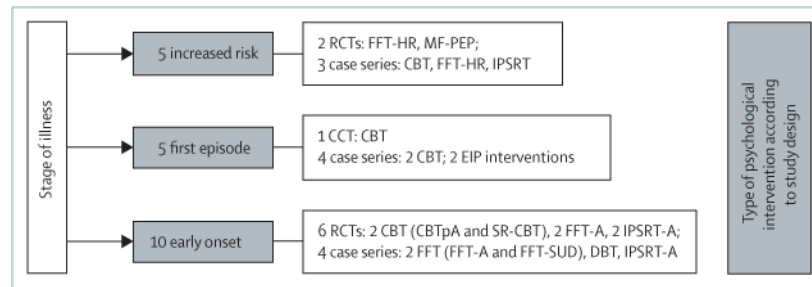 Stage of illness
5 increased risk
2 RCTs: FFT-HR, MF-PEP;
3 case series: CBT, FFT-HR, IPSRT
5 first episode
1 CCT: CBT
4 case series: 2 CBT; 2 EIP interventions
10 early onset
6 RCTs: 2 CBT (CBTpA and SR-CBT), 2 FFT-A, 2 IPSRT-A;
4 case series: 2 FFT (FFT-A and FFT-SUD), DBT, IPSRT-A
Type of psychological
intervention according
to study design